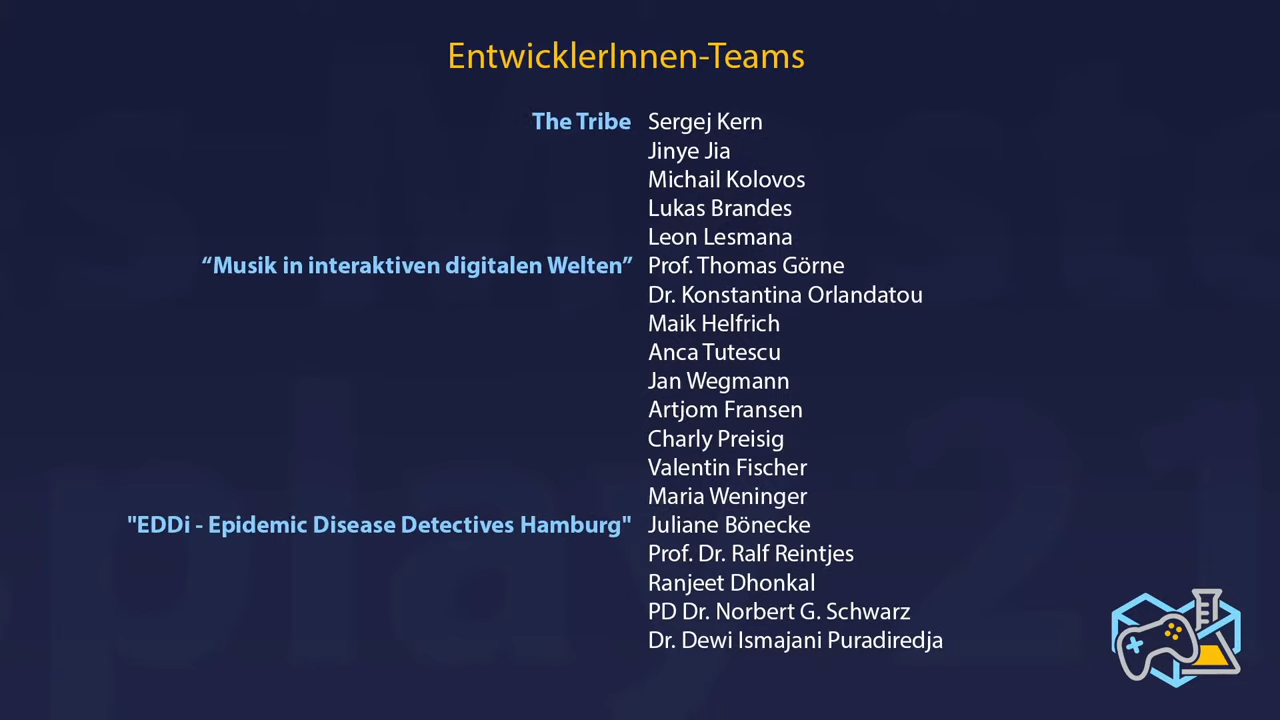 EntwicklerInnen-Teams
The Tribe Sergej Kern
Jinye Jia
Michail Kolovos
Lukas Brandes
Leon Lesmana
“Musik in interaktiven digitalen Welten” Prof. Thomas Görne
Dr. Konstantina Orlandatou
Maik Helfrich
Anca Tutescu
Jan Wegmann
Artjom Fransen
Charly Preisig
Valentin Fischer
Maria Weninger
"EDDi - Epidemic Disease Detectives Hamburg" Juliane Bönecke
Prof. Dr. Ralf Reintjes
Ranjeet Dhonkal
PD Dr. Norbert G. Schwarz
Dr. Dewi Ismajani Puradiredja